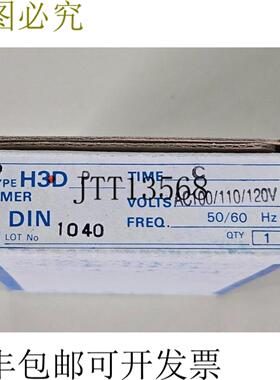 图必究
TYPE H3D P TIME S
MER VOLTS AC100/110/120V
JTT13568
DIN FREQ. 50/60 Hz
LOT No 1040 QTY 1
丰包邮可开发票